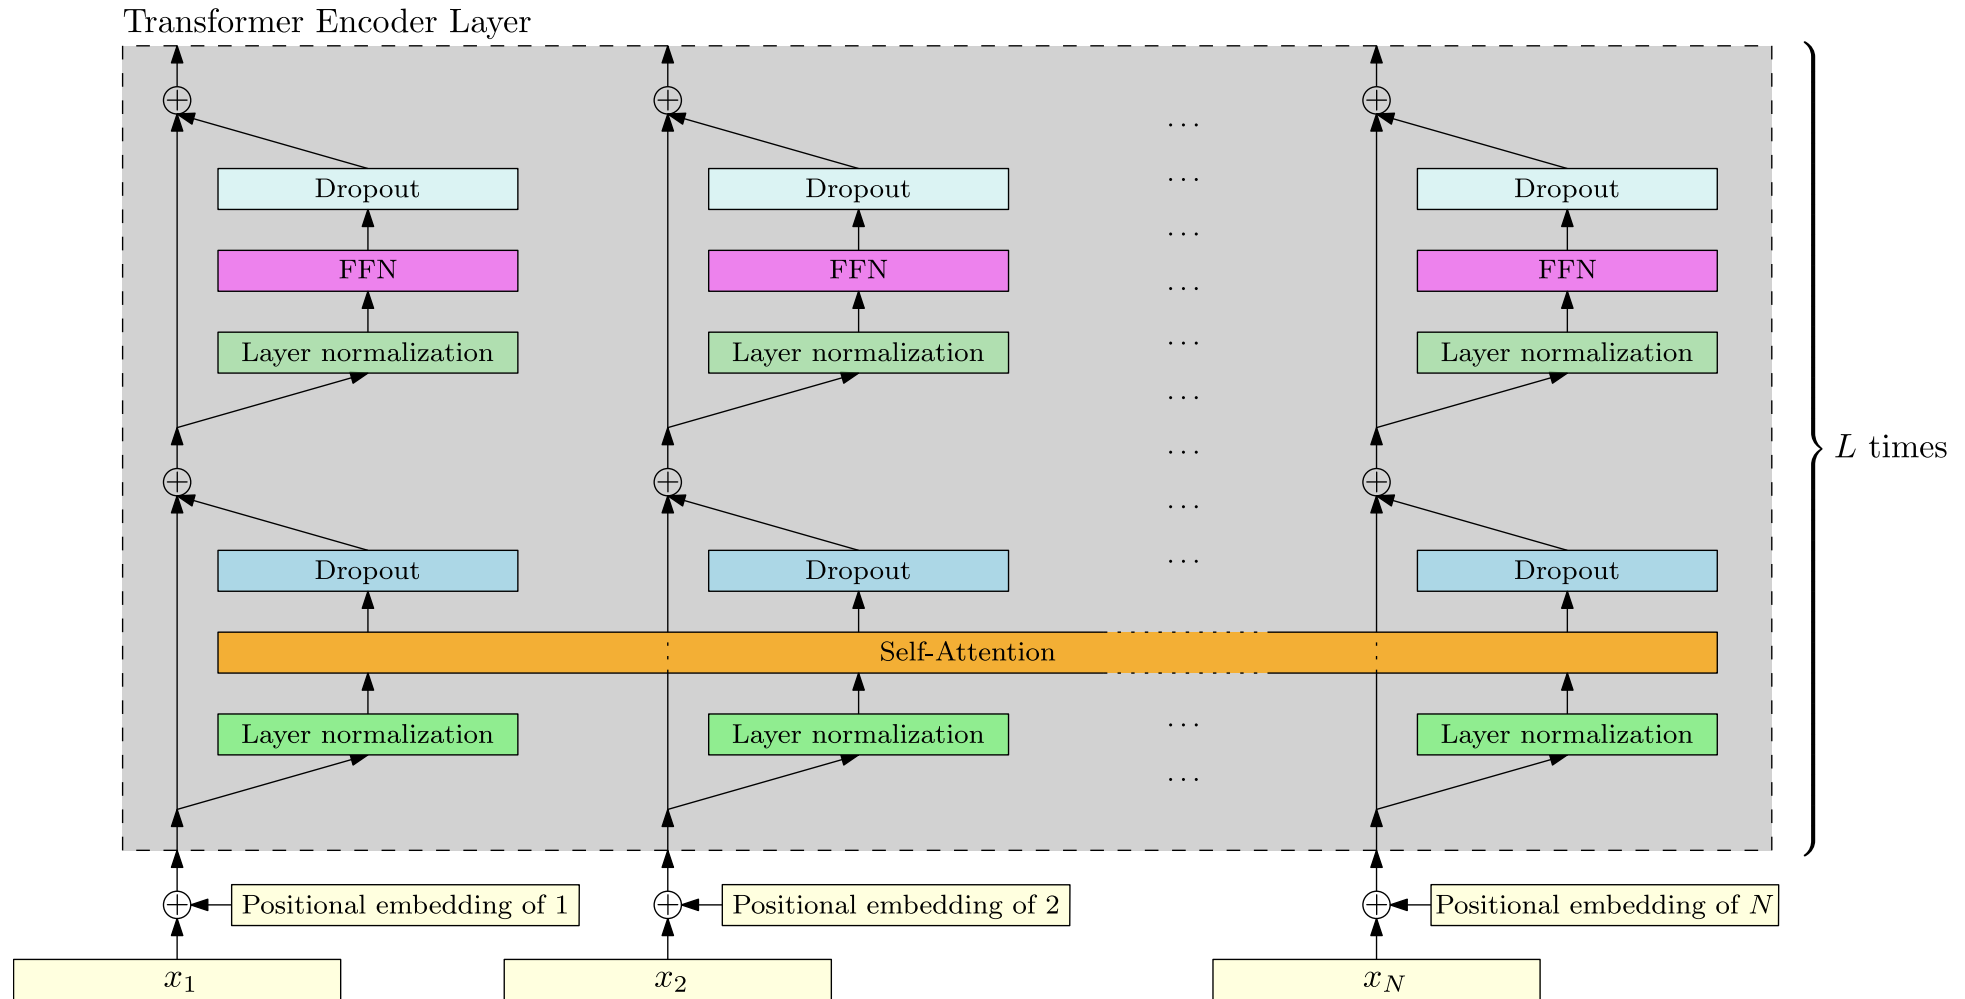 Transformer Encoder Layer
. . .
Dropout Dropout . . . Dropout
. . .
FFN FFN FFN
. . .
Layer normalization Layer normalization . . . Layer normalization
. . .
. . .
L times
. . .
. . .
Dropout Dropout Dropout
Self-Attention
Layer normalization Layer normalization . . . Layer normalization
. . .
Positional embedding of 1 Positional embedding of 2 Positional embedding of N
x₁ x₂ x_N